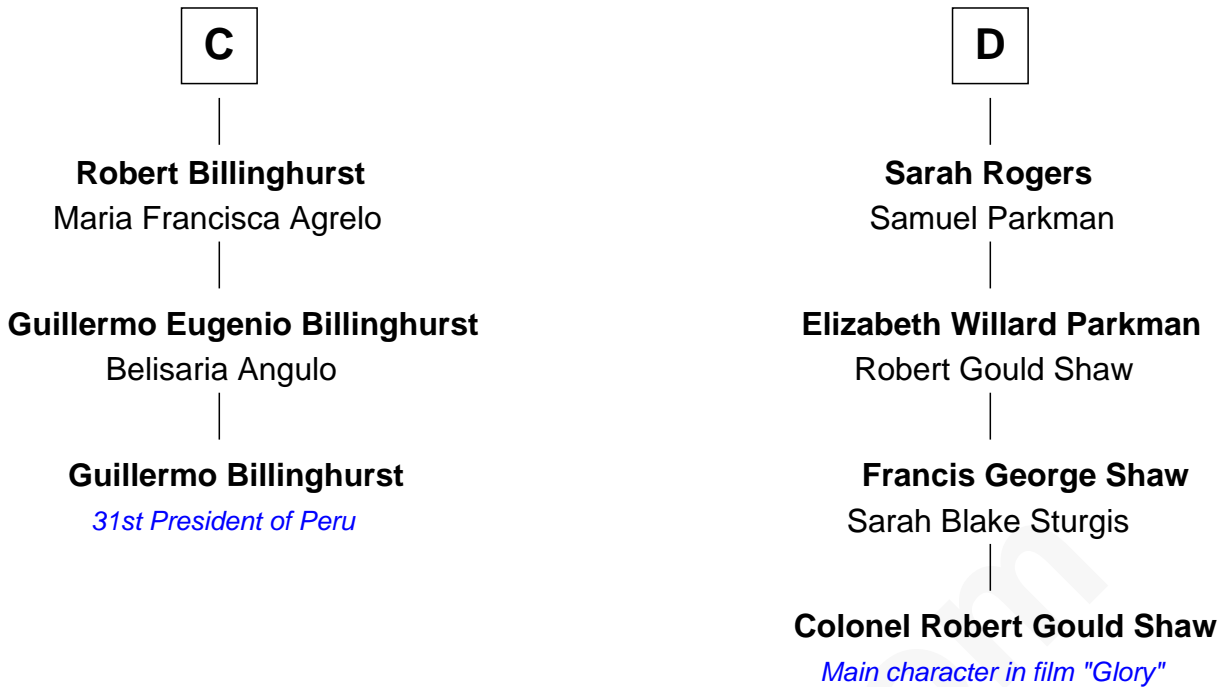 C
Robert Billinghurst
Maria Francisca Agrelo
Guillermo Eugenio Billinghurst
Belisaria Angulo
Guillermo Billinghurst
31st President of Peru
D
Sarah Rogers
Samuel Parkman
Elizabeth Willard Parkman
Robert Gould Shaw
Francis George Shaw
Sarah Blake Sturgis
Colonel Robert Gould Shaw
Main character in film "Glory"